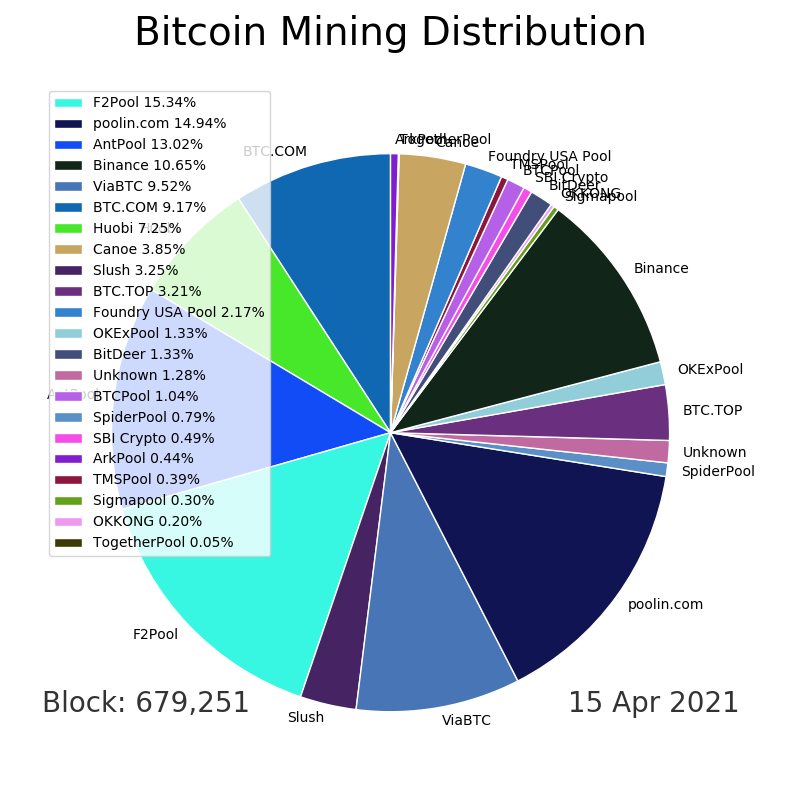 Bitcoin Mining Distribution
F2Pool 15.34%
poolin.com 14.94%
AntPool 13.02%
Binance 10.65%
ViaBTC 9.52%
BTC.COM 9.17%
Huobi 7.25%
Canoe 3.85%
Slush 3.25%
BTC.TOP 3.21%
Foundry USA Pool 2.17%
OKExPool 1.33%
BitDeer 1.33%
Unknown 1.28%
BTCPool 1.04%
SpiderPool 0.79%
SBI Crypto 0.49%
ArkPool 0.44%
TMSPool 0.39%
Sigmapool 0.30%
OKKONG 0.20%
TogetherPool 0.05%
ArkPool
TogetherPool
Canoe
Foundry USA Pool
TMSPool
BTCPool
SBI Crypto
BitDeer
OKKONG
Sigmapool
Binance
OKExPool
BTC.TOP
Unknown
SpiderPool
poolin.com
ViaBTC
Slush
F2Pool
AntPool
BTC.COM
Block: 679,251
15 Apr 2021